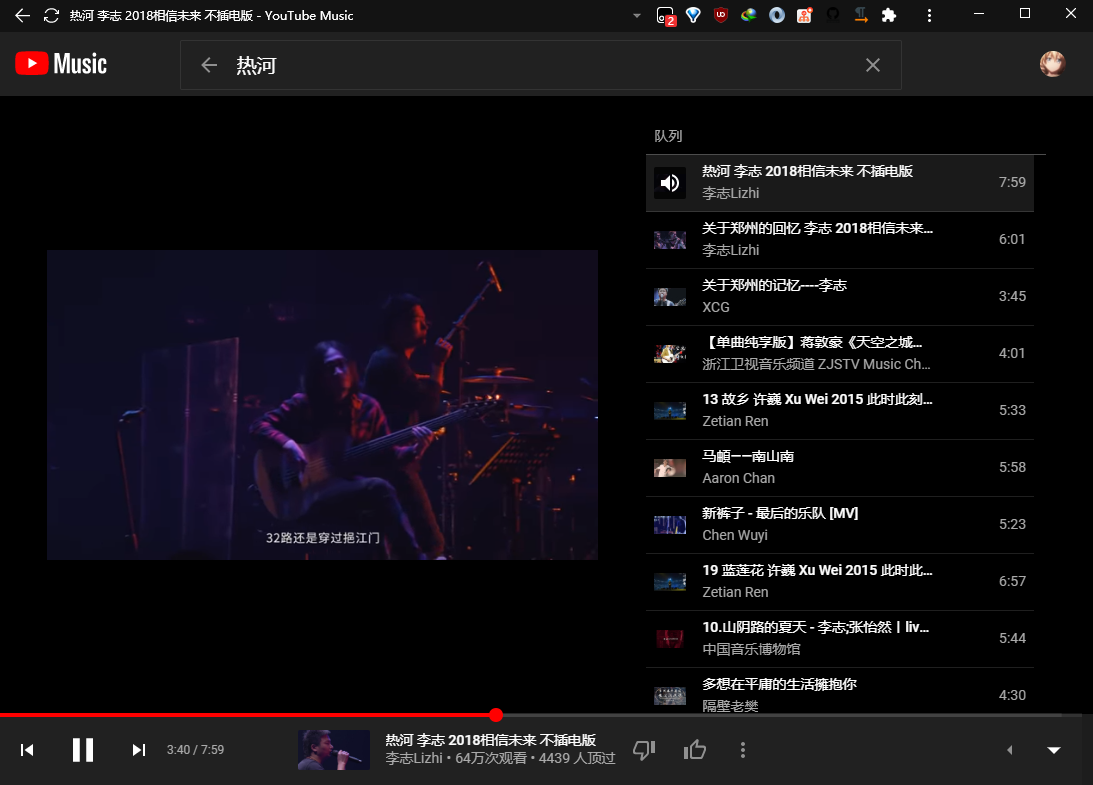 热河 李志 2018相信未来 不插电版 - YouTube Music
2
Music
热河
队列
热河 李志 2018相信未来 不插电版
李志Lizhi
7:59
关于郑州的回忆 李志 2018相信未来...
李志Lizhi
6:01
关于郑州的记忆----李志
XCG
3:45
【单曲纯享版】蒋敦豪《天空之城...
浙江卫视音乐频道 ZJSTV Music Ch...
4:01
13 故乡 许巍 Xu Wei 2015 此时此刻...
Zetian Ren
5:33
马頔——南山南
Aaron Chan
5:58
新裤子 - 最后的乐队 [MV]
Chen Wuyi
5:23
19 蓝莲花 许巍 Xu Wei 2015 此时此...
Zetian Ren
6:57
10.山阴路的夏天 - 李志;张怡然丨liv...
中国音乐博物馆
5:44
多想在平庸的生活擁抱你
隔壁老樊
4:30
32路还是穿过挹江门
3:40 / 7:59
热河 李志 2018相信未来 不插电版
李志Lizhi • 64万次观看 • 4439 人顶过